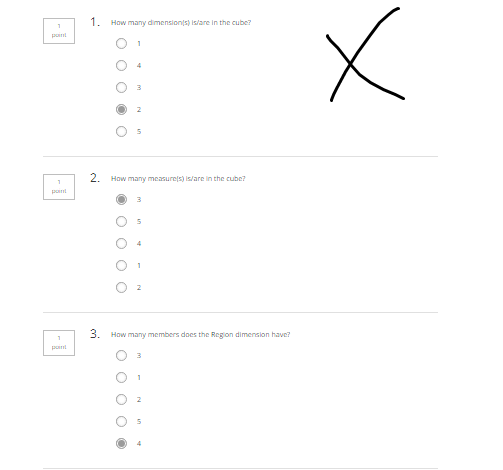 1 point
1. How many dimension(s) is/are in the cube?
1
4
3
2
5
1 point
2. How many measure(s) is/are in the cube?
3
5
4
1
2
1 point
3. How many members does the Region dimension have?
3
1
2
5
4